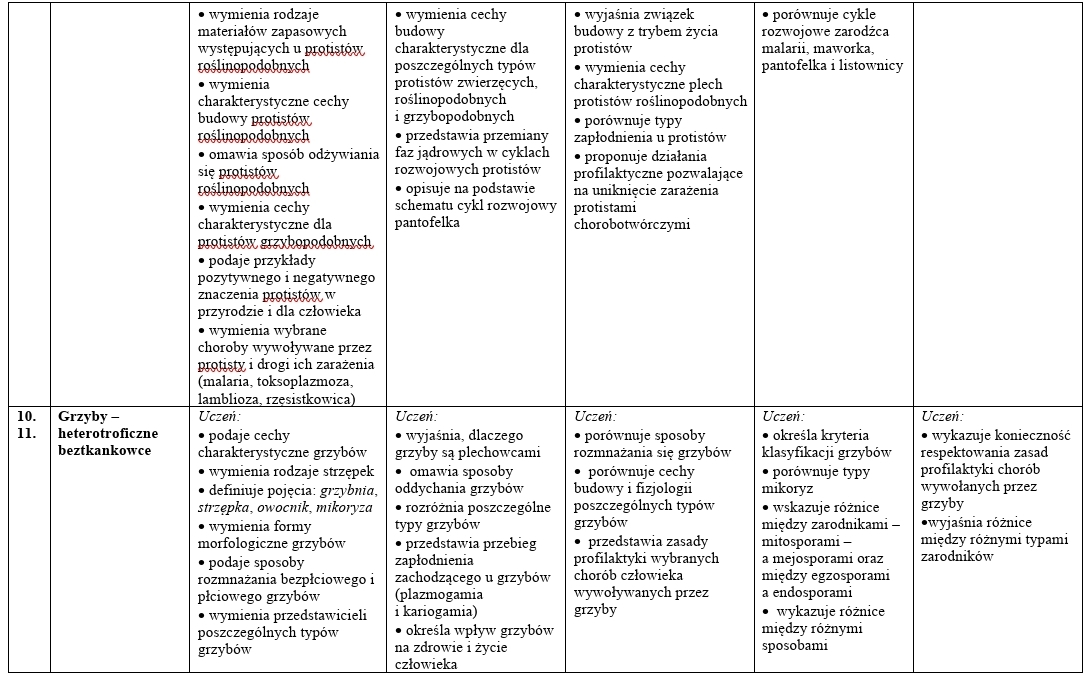 • wymienia rodzaje
materiałów zapasowych
występujących u protistów
roślinopodobnych
• wymienia
charakterystyczne cechy
budowy protistów
roślinopodobnych
• omawia sposób odżywiania
się protistów
roślinopodobnych
• wymienia cechy
charakterystyczne dla
protistów grzybopodobnych
• podaje przykłady
pozytywnego i negatywnego
znaczenia protistów w
przyrodzie i dla człowieka
• wymienia wybrane
choroby wywoływane przez
protisty i drogi ich zarażenia
(malaria, toksoplazmoza,
lamblioza, rzęsistkowica)
• wymienia cechy
budowy
charakterystyczne dla
poszczególnych typów
protistów zwierzęcych,
roślinopodobnych
i grzybopodobnych
• przedstawia przemiany
faz jądrowych w cyklach
rozwojowych protistów
• opisuje na podstawie
schematu cykl rozwojowy
pantofelka
• wyjaśnia związek
budowy z trybem życia
protistów
• wymienia cechy
charakterystyczne plech
protistów roślinopodobnych
• porównuje typy
zapłodnienia u protistów
• proponuje działania
profilaktyczne pozwalające
na uniknięcie zarażenia
protistami
chorobotwórczymi
• porównuje cykle
rozwojowe zarodźca
malarii, maworka,
pantofelka i listownicy
10.
11.
Grzyby –
heterotroficzne
beztkankowce
Uczeń:
• podaje cechy
charakterystyczne grzybów
• wymienia rodzaje strzępek
• definiuje pojęcia: grzybnia,
strzępka, owocnik, mikoryza
• wymienia formy
morfologiczne grzybów
• podaje sposoby
rozmnażania bezpłciowego i
płciowego grzybów
• wymienia przedstawicieli
poszczególnych typów
grzybów
Uczeń:
• wyjaśnia, dlaczego
grzyby są plechowcami
• omawia sposoby
oddychania grzybów
• rozróżnia poszczególne
typy grzybów
• przedstawia przebieg
zapłodnienia
zachodzącego u grzybów
(plazmogamia
i kariogamia)
• określa wpływ grzybów
na zdrowie i życie
człowieka
Uczeń:
• porównuje sposoby
rozmnażania się grzybów
• porównuje cechy
budowy i fizjologii
poszczególnych typów
grzybów
• przedstawia zasady
profilaktyki wybranych
chorób człowieka
wywoływanych przez
grzyby
Uczeń:
• określa kryteria
klasyfikacji grzybów
• porównuje typy
mikoryz
• wskazuje różnice
między zarodnikami –
mitosporami –
a mejosporami oraz
między egzosporami
a endosporami
• wykazuje różnice
między różnymi
sposobami
Uczeń:
• wykazuje konieczność
respektowania zasad
profilaktyki chorób
wywołanych przez
grzyby
•wyjaśnia różnice
między różnymi typami
zarodników